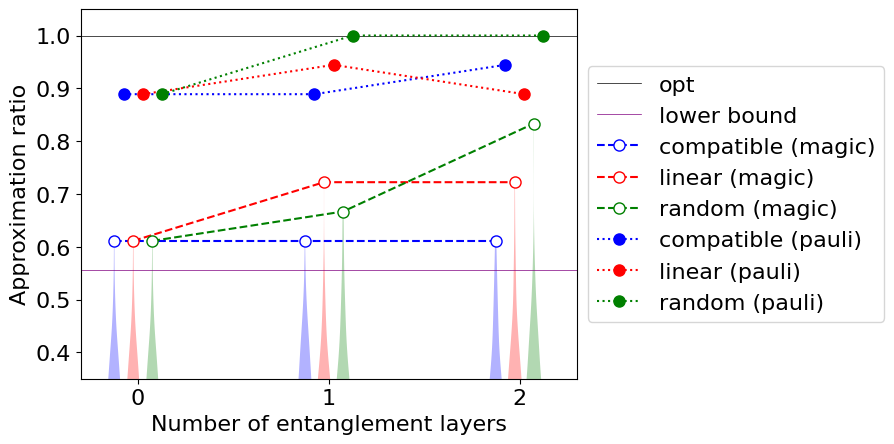 1.0
0.9
0.8
0.7
0.6
0.5
0.4
Approximation ratio
0 1 2
Number of entanglement layers
opt
lower bound
compatible (magic)
linear (magic)
random (magic)
compatible (pauli)
linear (pauli)
random (pauli)